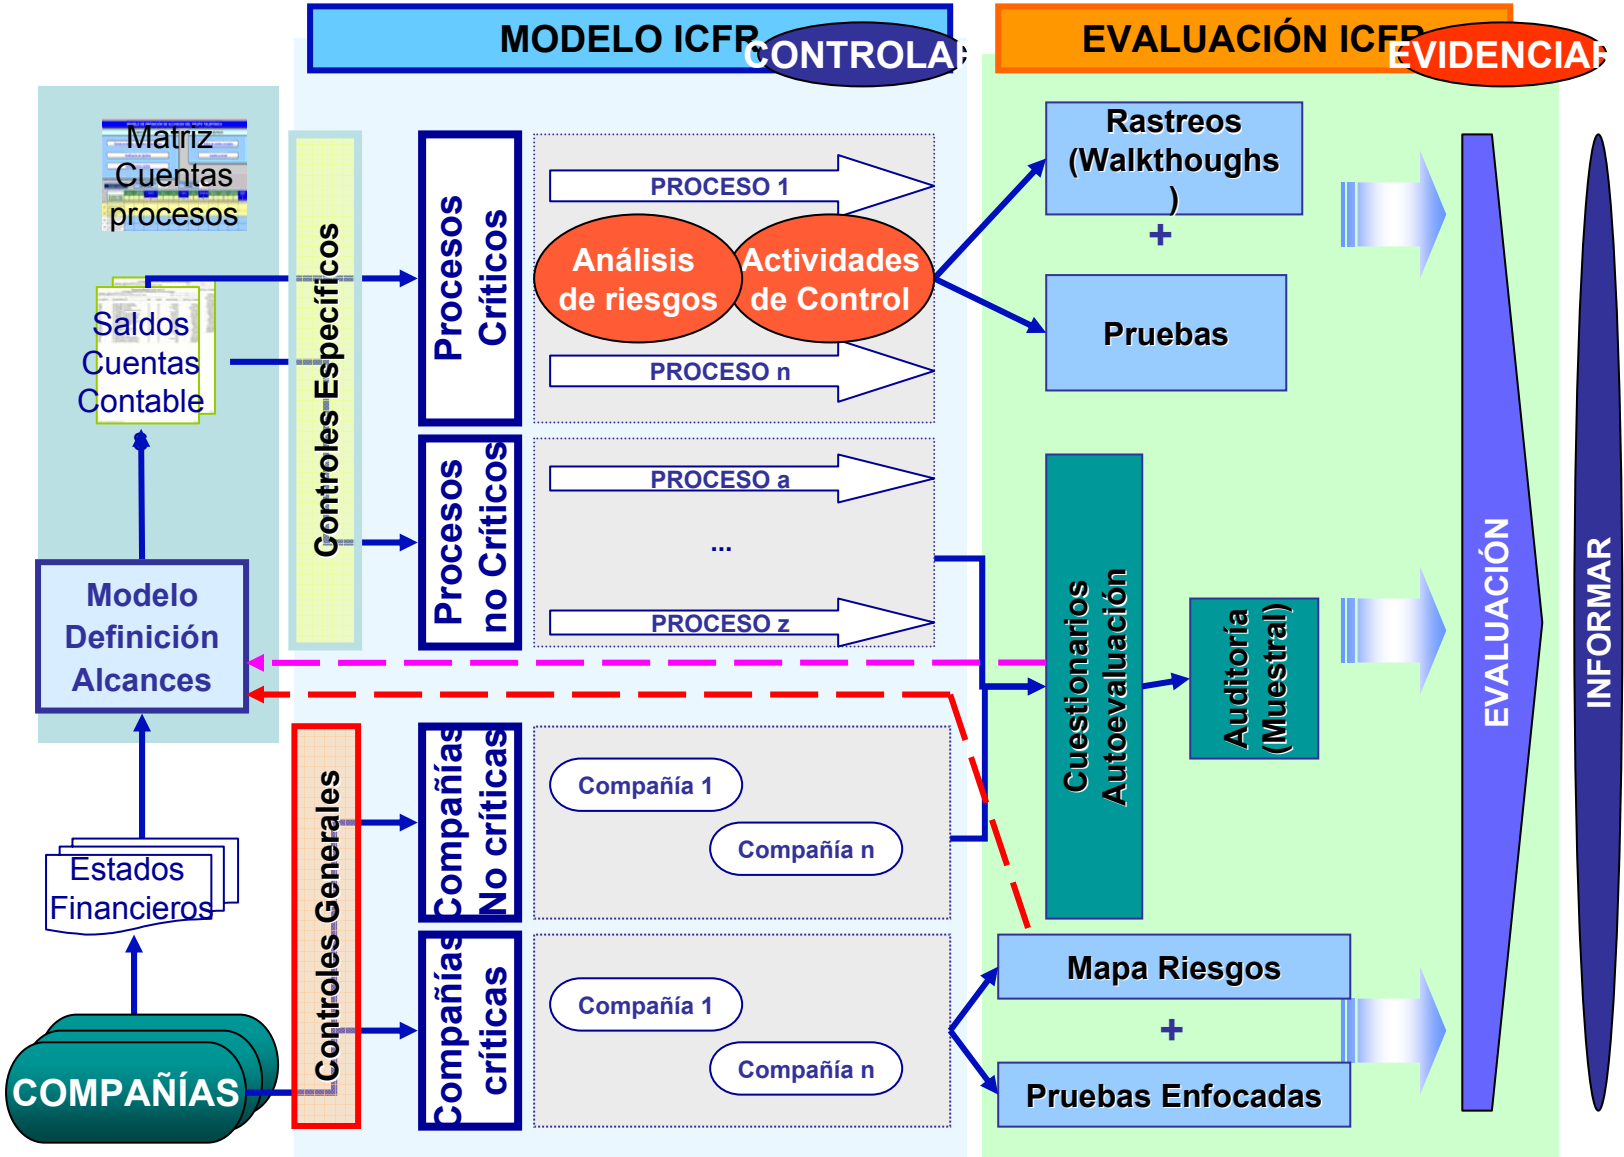 MODELO ICFR
CONTROLAR
EVALUACIÓN ICFR
EVIDENCIAR
Matriz
Cuentas
procesos
Saldos
Cuentas
Contable
Modelo
Definición
Alcances
Estados
Financieros
COMPAÑÍAS
Controles Específicos
Controles Generales
Procesos
Críticos
PROCESO 1
Análisis
de riesgos
Actividades
de Control
PROCESO n
Procesos
no Críticos
PROCESO a
...
PROCESO z
Compañías
No críticas
Compañía 1
Compañía n
Compañías
críticas
Compañía 1
Compañía n
Rastreos
(Walkthoughs
)
+
Pruebas
Cuestionarios
Autoevaluación
Auditoría
(Muestral)
Mapa Riesgos
+
Pruebas Enfocadas
EVALUACIÓN
INFORMAR